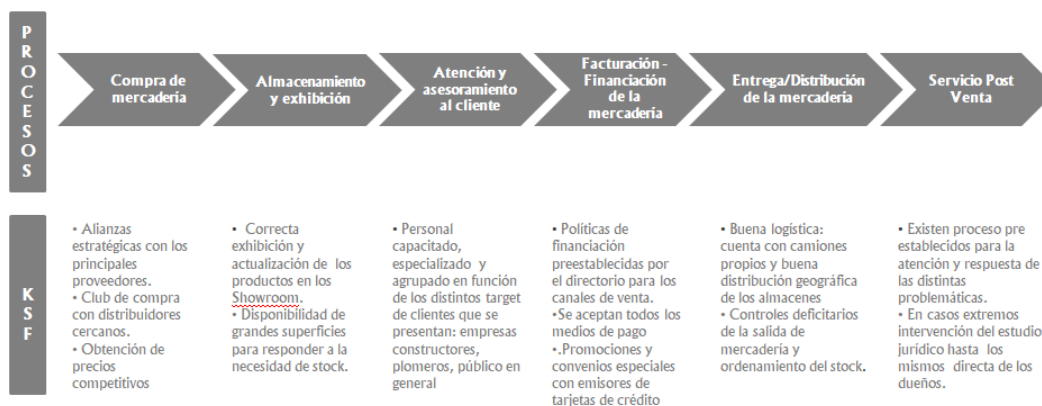 PROCESOS
Compra de
mercadería
Almacenamiento
y exhibición
Atención y
asesoramiento
al cliente
Facturación -
Financiación
de la
mercadería
Entrega/Distribución
de la mercadería
Servicio Post
Venta
KSF
• Alianzas
estratégicas con los
principales
proveedores.
• Club de compra
con distribuidores
cercanos.
• Obtención de
precios
competitivos
• Correcta
exhibición y
actualización de los
productos en los
Showroom.
• Disponibilidad de
grandes superficies
para responder a la
necesidad de stock.
• Personal
capacitado,
especializado y
agrupado en función
de los distintos target
de clientes que se
presentan: empresas
constructores,
plomeros, público en
general
• Políticas de
financiación
preestablecidas por
el directorio para los
canales de venta.
•Se aceptan todos los
medios de pago
•.Promociones y
convenios especiales
con emisores de
tarjetas de crédito
• Buena logística:
cuenta con camiones
propios y buena
distribución geográfica
de los almacenes
• Controles deficitarios
de la salida de
mercadería y
ordenamiento del stock.
• Existen proceso pre
establecidos para la
atención y respuesta de
las distintas
problemáticas.
• En casos extremos
intervención del estudio
jurídico hasta los
mismos directa de los
dueños.